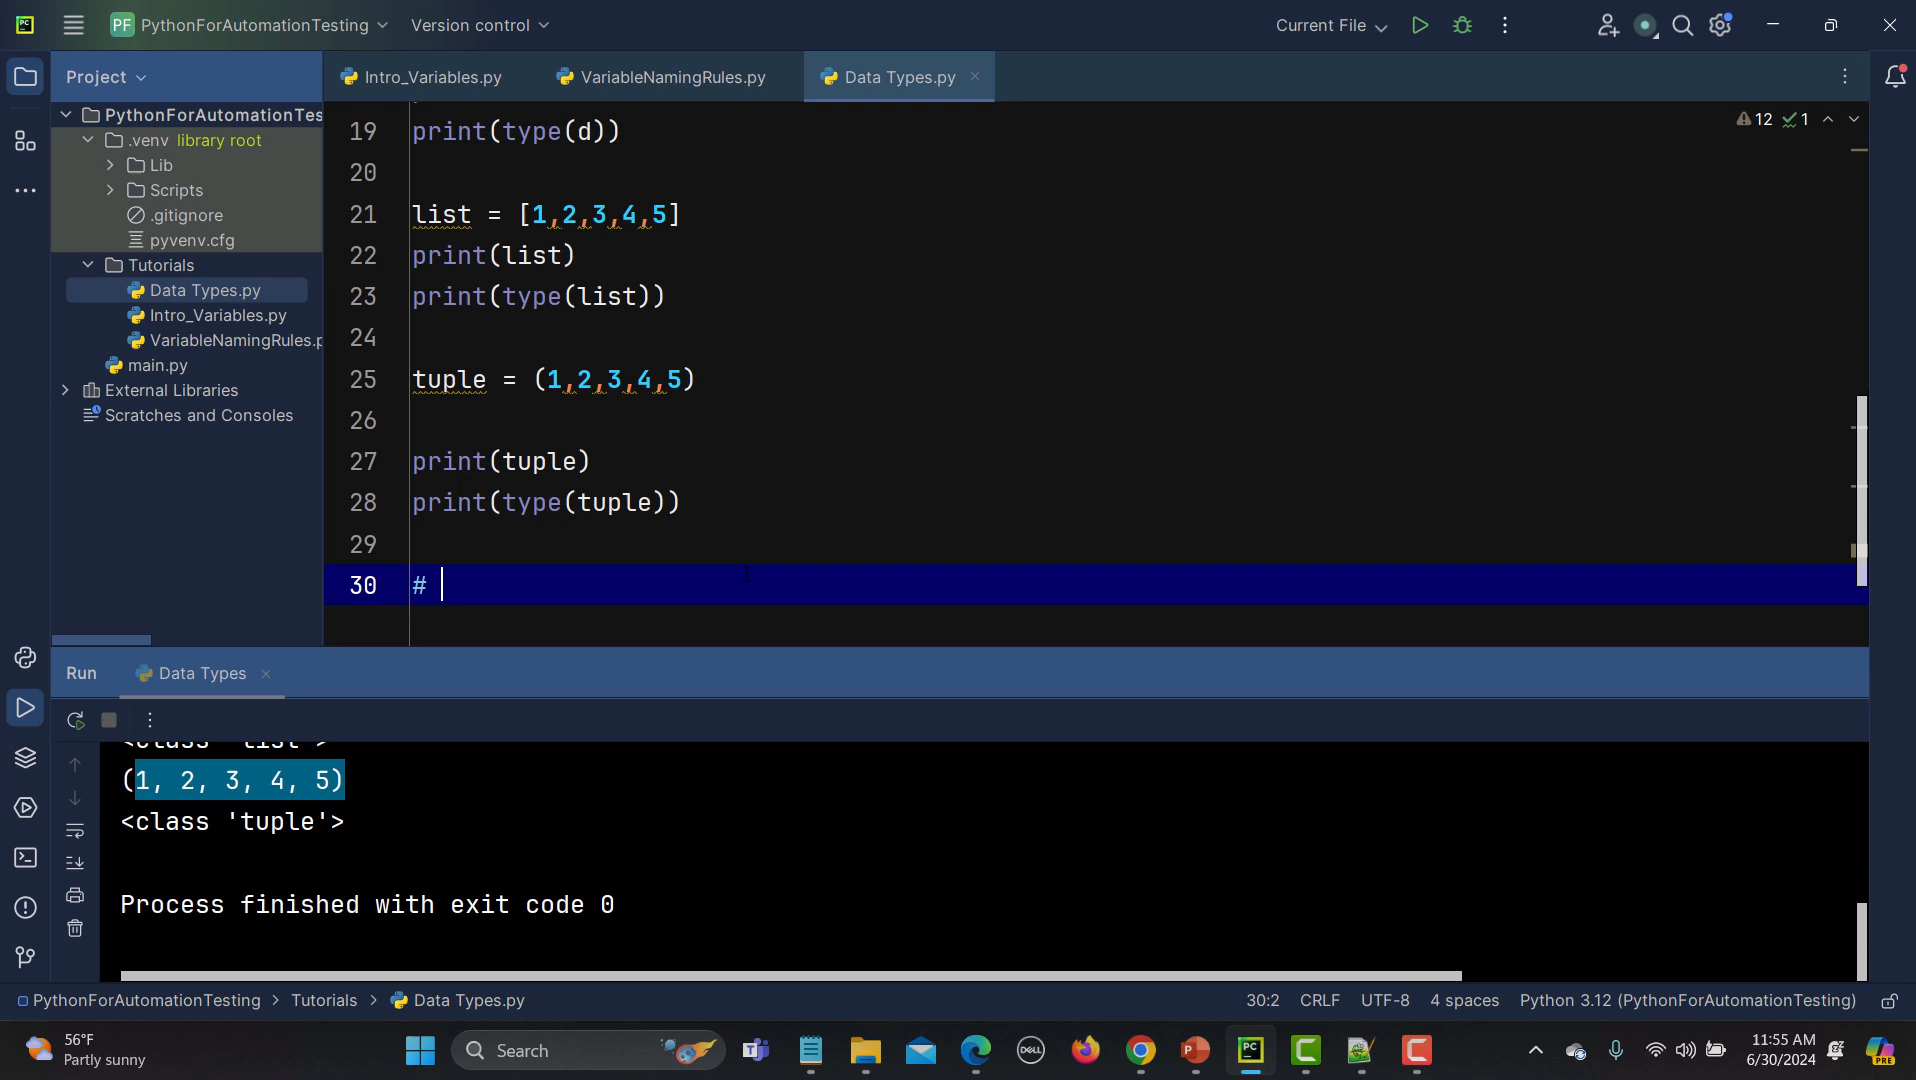 PF PythonForAutomationTesting Version control Current File
Project
Intro_Variables.py VariableNamingRules.py Data Types.py
PythonForAutomationTes
.venv library root
Lib
Scripts
.gitignore
pyvenv.cfg
Tutorials
Data Types.py
Intro_Variables.py
VariableNamingRules.p
main.py
External Libraries
Scratches and Consoles
12 1
19 print(type(d))
20
21 list = [1,2,3,4,5]
22 print(list)
23 print(type(list))
24
25 tuple = (1,2,3,4,5)
26
27 print(tuple)
28 print(type(tuple))
29
30 #
Run Data Types
<class 'list'>
(1, 2, 3, 4, 5)
<class 'tuple'>
Process finished with exit code 0
PythonForAutomationTesting > Tutorials > Data Types.py 30:2 CRLF UTF-8 4 spaces Python 3.12 (PythonForAutomationTesting)
56°F
Partly sunny
Search
DELL
PC
PRE
11:55 AM
6/30/2024